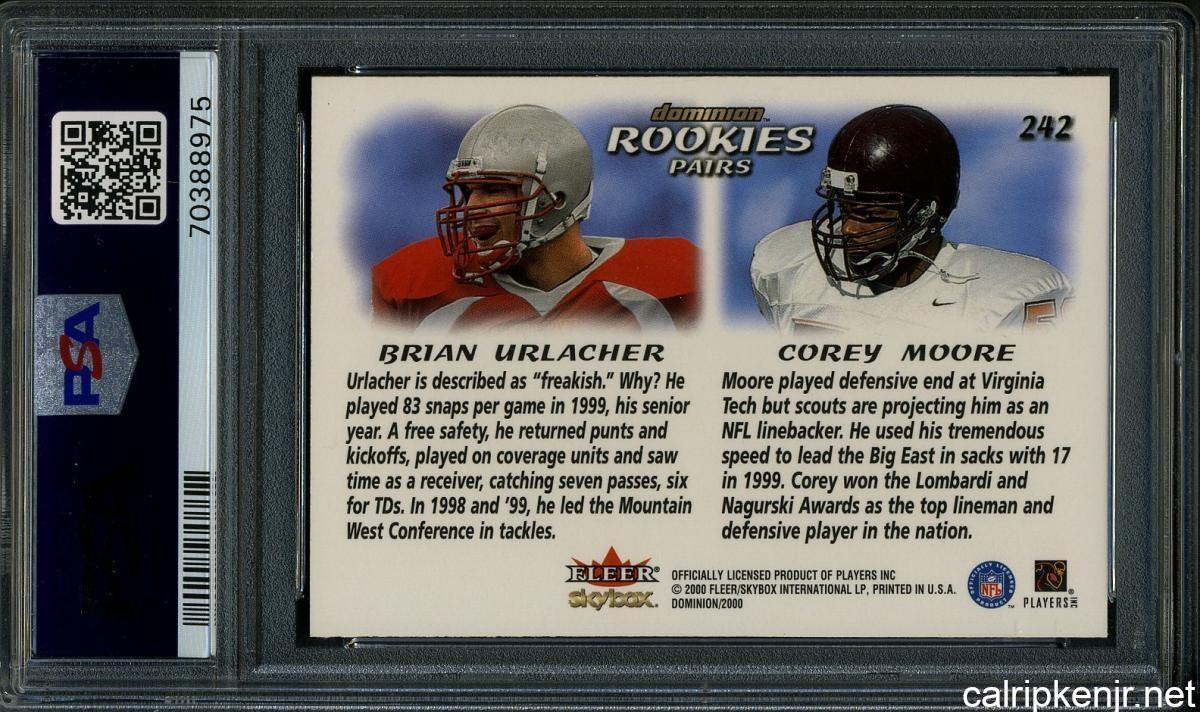 70388975
PSA
dominion™
ROOKIES
PAIRS
242
BRIAN URLACHER
Urlacher is described as “freakish.” Why? He
played 83 snaps per game in 1999, his senior
year. A free safety, he returned punts and
kickoffs, played on coverage units and saw
time as a receiver, catching seven passes, six
for TDs. In 1998 and ’99, he led the Mountain
West Conference in tackles.
COREY MOORE
Moore played defensive end at Virginia
Tech but scouts are projecting him as an
NFL linebacker. He used his tremendous
speed to lead the Big East in sacks with 17
in 1999. Corey won the Lombardi and
Nagurski Awards as the top lineman and
defensive player in the nation.
FLEER®
skybox.
OFFICIALLY LICENSED PRODUCT OF PLAYERS INC
© 2000 FLEER/SKYBOX INTERNATIONAL LP, PRINTED IN U.S.A.
DOMINION/2000
OFFICIALLY LICENSED
NFL
PRODUCT
™
PLAYERS INC
®
calripkenjr.net